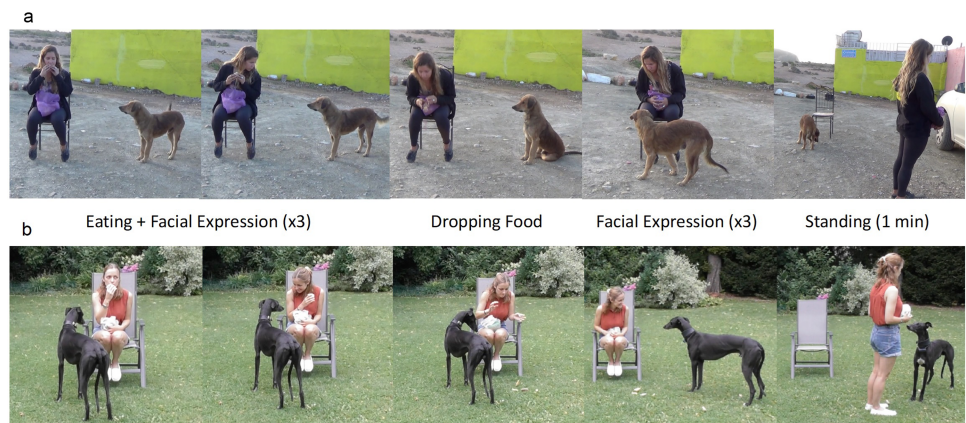 a
Eating + Facial Expression (x3)
Dropping Food
Facial Expression (x3)
Standing (1 min)
b